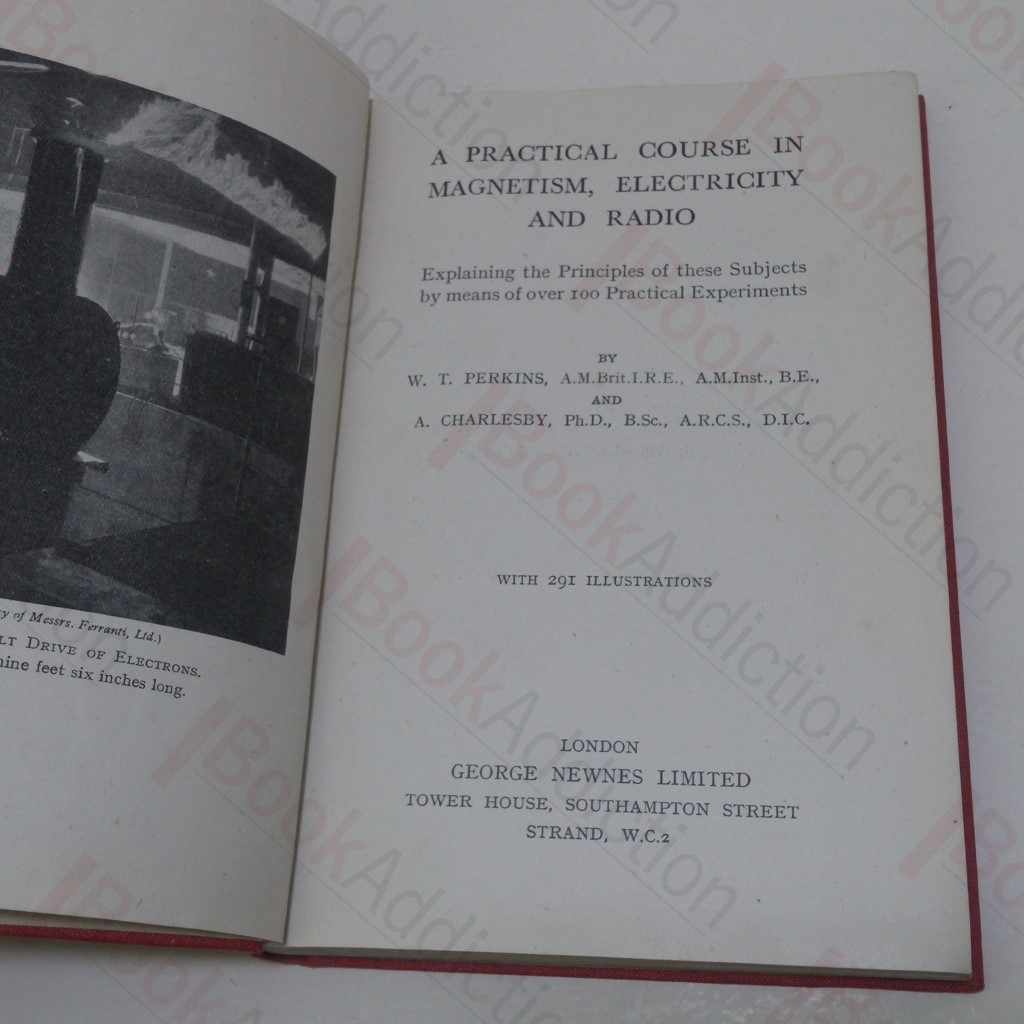 y of Messrs. Ferranti, Ltd.)
LT DRIVE OF ELECTRONS.
nine feet six inches long.
A PRACTICAL COURSE IN
MAGNETISM, ELECTRICITY
AND RADIO
Explaining the Principles of these Subjects
by means of over 100 Practical Experiments
BY
W. T. PERKINS, A.M.Brit.I.R.E., A.M.Inst., B.E.,
AND
A. CHARLESBY, Ph.D., B.Sc., A.R.C.S., D.I.C.
WITH 291 ILLUSTRATIONS
LONDON
GEORGE NEWNES LIMITED
TOWER HOUSE, SOUTHAMPTON STREET
STRAND, W.C.2
BookAddiction